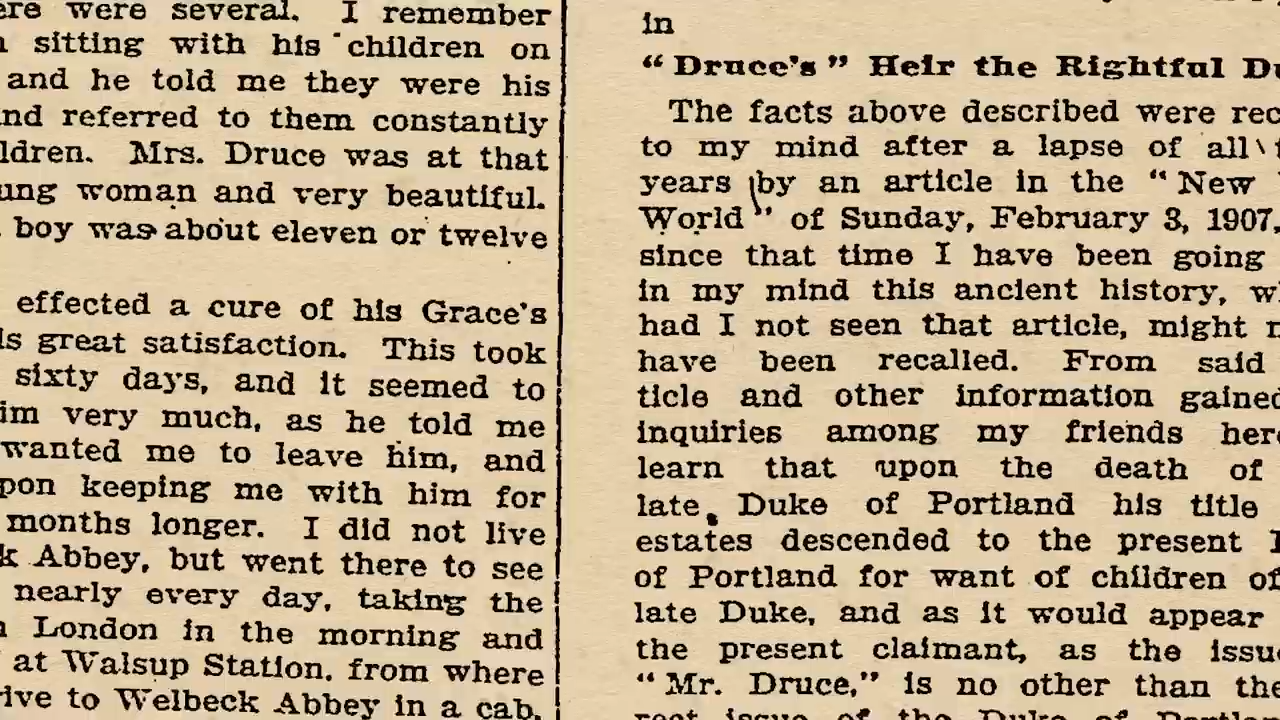 were several. I remember
sitting with his children on
and he told me they were his
referred to them constantly
Mrs. Druce was at that
woman and very beautiful.
boy was about eleven or twelve
effected a cure of his Grace's
great satisfaction. This took
sixty days, and it seemed to
very much, as he told me
wanted me to leave him, and
keeping me with him for
months longer. I did not live
Abbey, but went there to see
nearly every day, taking the
London in the morning and
at Walsup Station, from where
to Welbeck Abbey in a cab.
in
"Druce's" Heir the Rightful
The facts above described were
to my mind after a lapse of all
years by an article in the "New
World" of Sunday, February 3, 1907,
since that time I have been going
in my mind this ancient history,
had I not seen that article, might
have been recalled. From said
ticle and other information
inquiries among my friends
learn that upon the death of
late Duke of Portland his title
estates descended to the present
of Portland for want of children
late Duke, and as it would appear
the present claimant, as the
"Mr. Druce," is no other than